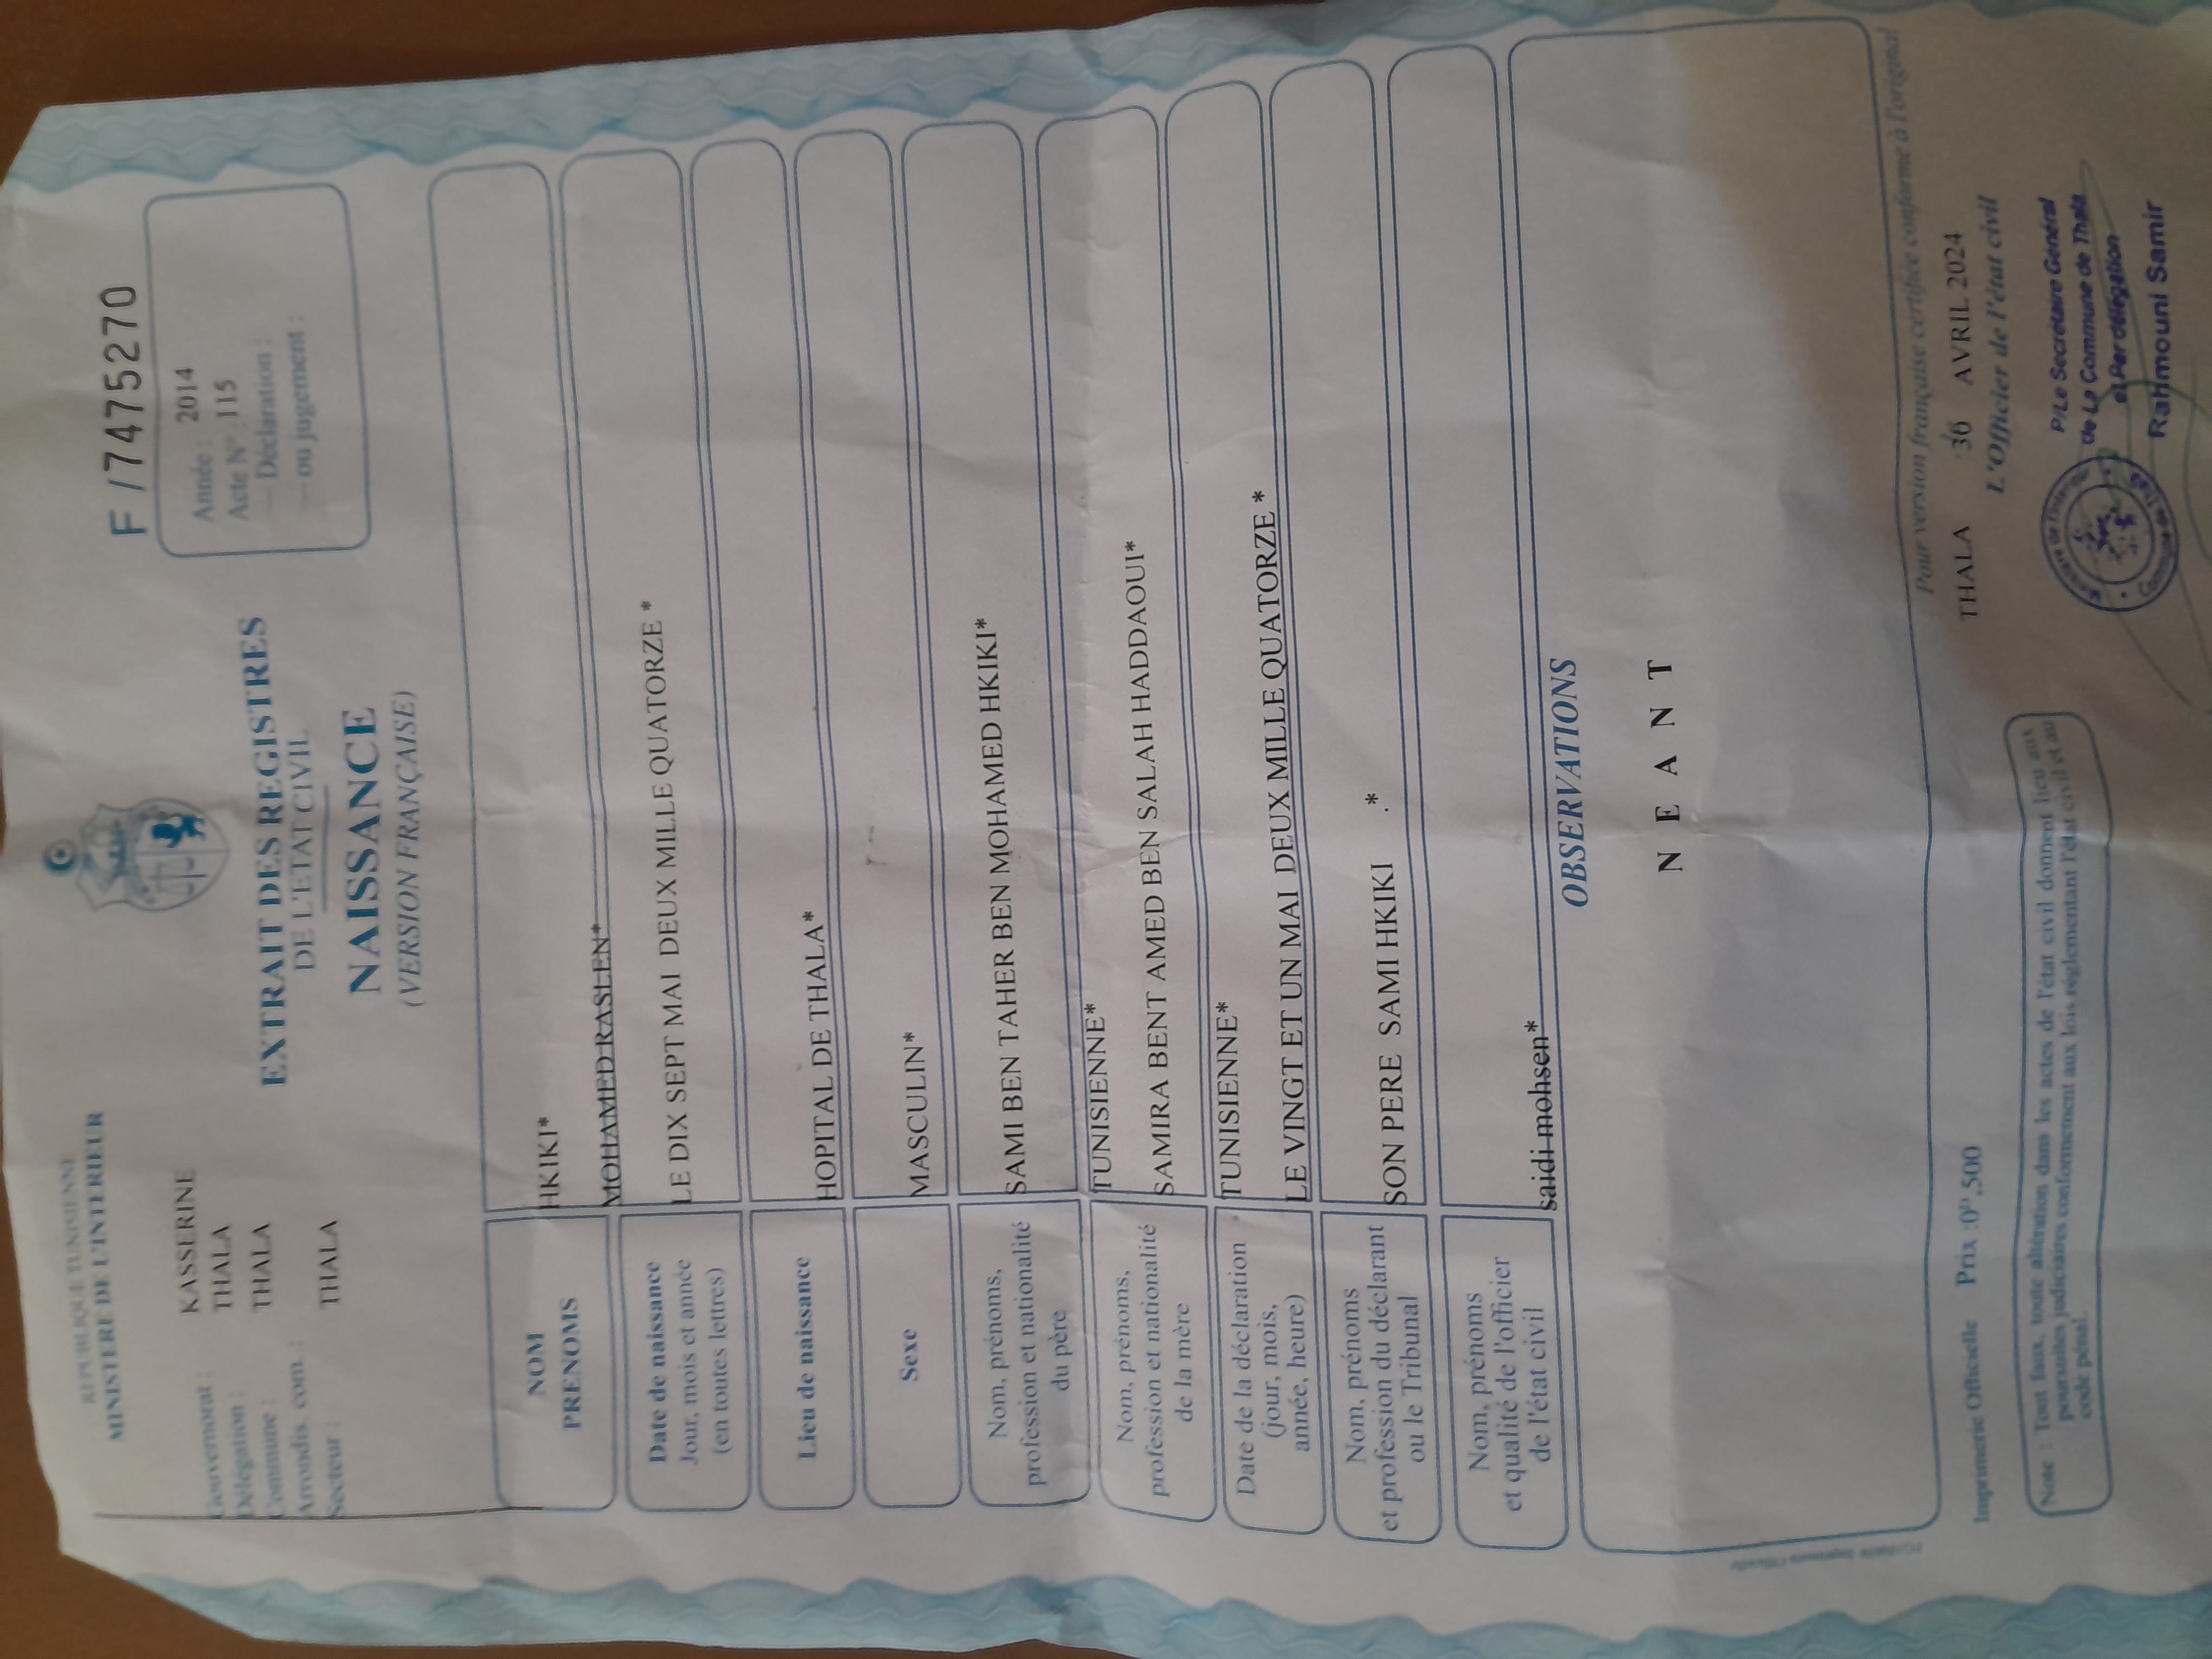 REPUBLIQUE TUNISIENNE
MINISTERE DE L'INTERIEUR
Gouvernorat : KASSERINE
Délégation : THALA
Commune : THALA
Arrondis. com. :
Secteur : THALA
F /7475270
Année : 2014
Acte N° : 115
— Déclaration :
— ou jugement :
EXTRAIT DES REGISTRES
DE L'ETAT CIVIL
NAISSANCE
(VERSION FRANÇAISE)
NOM
PRENOMS
HKIKI*
MOHAMED RASLEN*
Date de naissance
Jour, mois et année
(en toutes lettres)
LE DIX SEPT MAI DEUX MILLE QUATORZE *
Lieu de naissance
HOPITAL DE THALA*
Sexe
MASCULIN*
Nom, prénoms,
profession et nationalité
du père
SAMI BEN TAHER BEN MOHAMED HKIKI*
TUNISIENNE*
Nom, prénoms,
profession et nationalité
de la mère
SAMIRA BENT AMED BEN SALAH HADDAOUI*
TUNISIENNE*
Date de la déclaration
(jour, mois,
année, heure)
LE VINGT ET UN MAI DEUX MILLE QUATORZE *
Nom, prénoms
et profession du déclarant
ou le Tribunal
SON PERE SAMI HKIKI .*
Nom, prénoms
et qualité de l'officier
de l'état civil
saidi mohsen*
OBSERVATIONS
N E A N T
Pour version française certifiée conforme à l'original
THALA AVRIL 2024
L'Officier de l'état civil
P/Le Secrétaire Général
de La Commune de Thala
et Par délégation
Rahmouni Samir
Commune de Thala
Imprimerie Officielle Prix : 0ᴰ,500
Note : Tout faux, toute altération dans les actes de l'état civil donnent lieu aux
poursuites judiciaires conformement aux lois réglementant l'état civil et au
code pénal.